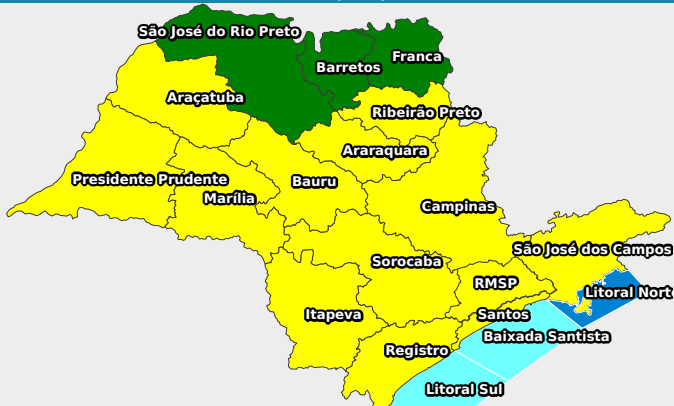 São José do Rio Preto
Franca
Barretos
Araçatuba
Ribeirão Preto
Araraquara
Presidente Prudente
Bauru
Marília
Campinas
São José dos Campos
Sorocaba
RMSP
Litoral Nort
Itapeva
Santos
Baixada Santista
Registro
Litoral Sul